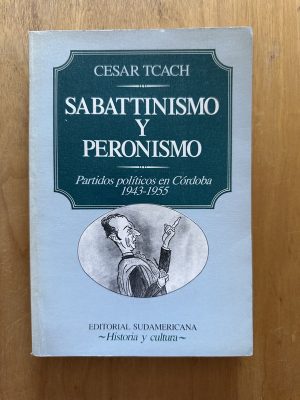 CESAR TCACH
SABATTINISMO
Y
PERONISMO
Partidos políticos en Córdoba
1943-1955
EDITORIAL SUDAMERICANA
~Historia y cultura~